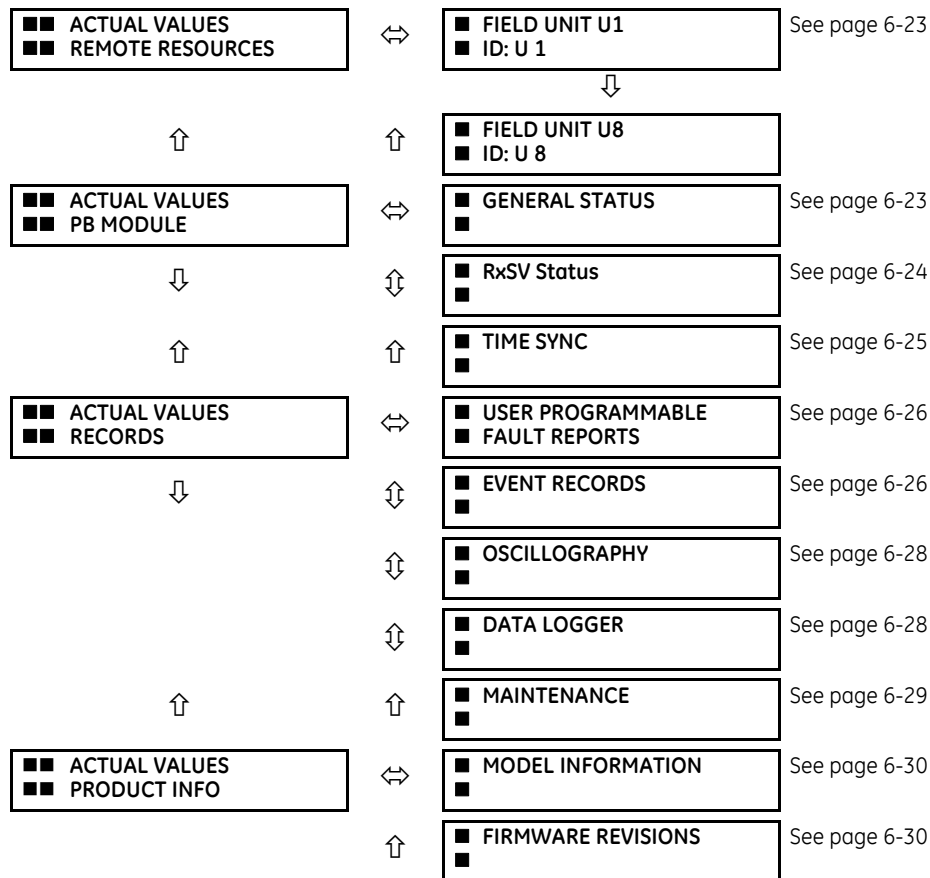 ■■ ACTUAL VALUES
■■ REMOTE RESOURCES
⬄
■ FIELD UNIT U1
■ ID: U 1
See page 6-23
⇩
⇧
⇧
■ FIELD UNIT U8
■ ID: U 8
■■ ACTUAL VALUES
■■ PB MODULE
⬄
■ GENERAL STATUS
■
See page 6-23
⇩
⇳
■ RxSV Status
■
See page 6-24
⇧
⇧
■ TIME SYNC
■
See page 6-25
■■ ACTUAL VALUES
■■ RECORDS
⬄
■ USER PROGRAMMABLE
■ FAULT REPORTS
See page 6-26
⇩
⇳
■ EVENT RECORDS
■
See page 6-26
⇳
■ OSCILLOGRAPHY
■
See page 6-28
⇳
■ DATA LOGGER
■
See page 6-28
⇧
⇧
■ MAINTENANCE
■
See page 6-29
■■ ACTUAL VALUES
■■ PRODUCT INFO
⬄
■ MODEL INFORMATION
■
See page 6-30
⇧
■ FIRMWARE REVISIONS
■
See page 6-30